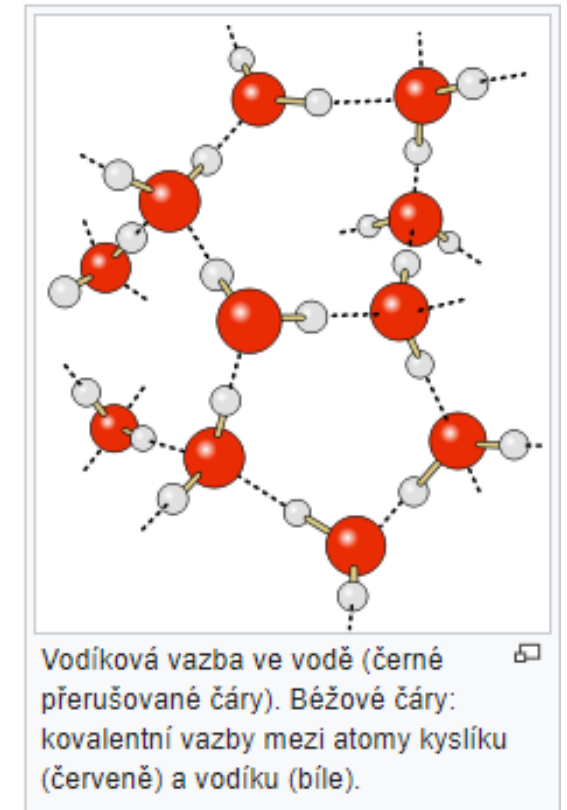 Vodíková vazba ve vodě (černé
přerušované čáry). Béžové čáry:
kovalentní vazby mezi atomy kyslíku
(červeně) a vodíku (bíle).